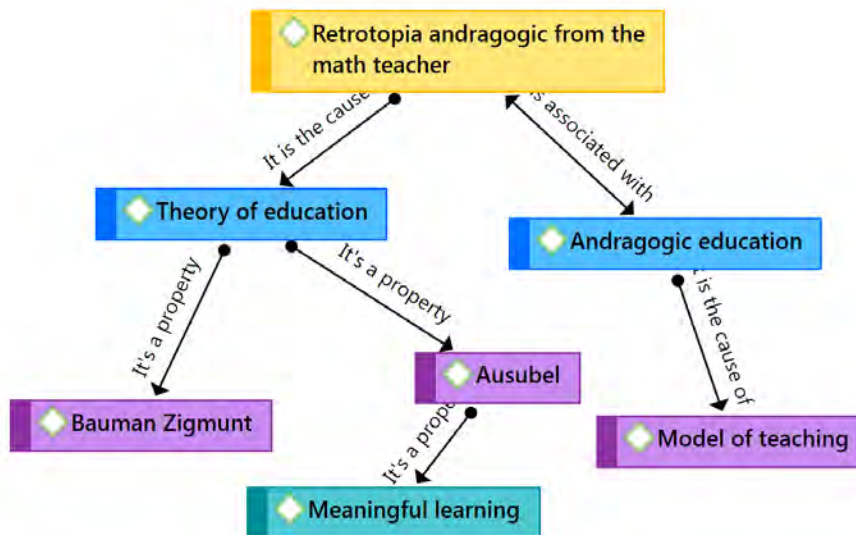 Retrotopia andragogic from the
math teacher
It is the cause
is associated with
Theory of education
Andragogic education
It's a property
It's a property
is the cause of
Ausubel
Bauman Zigmunt
Model of teaching
It's a
Meaningful learning